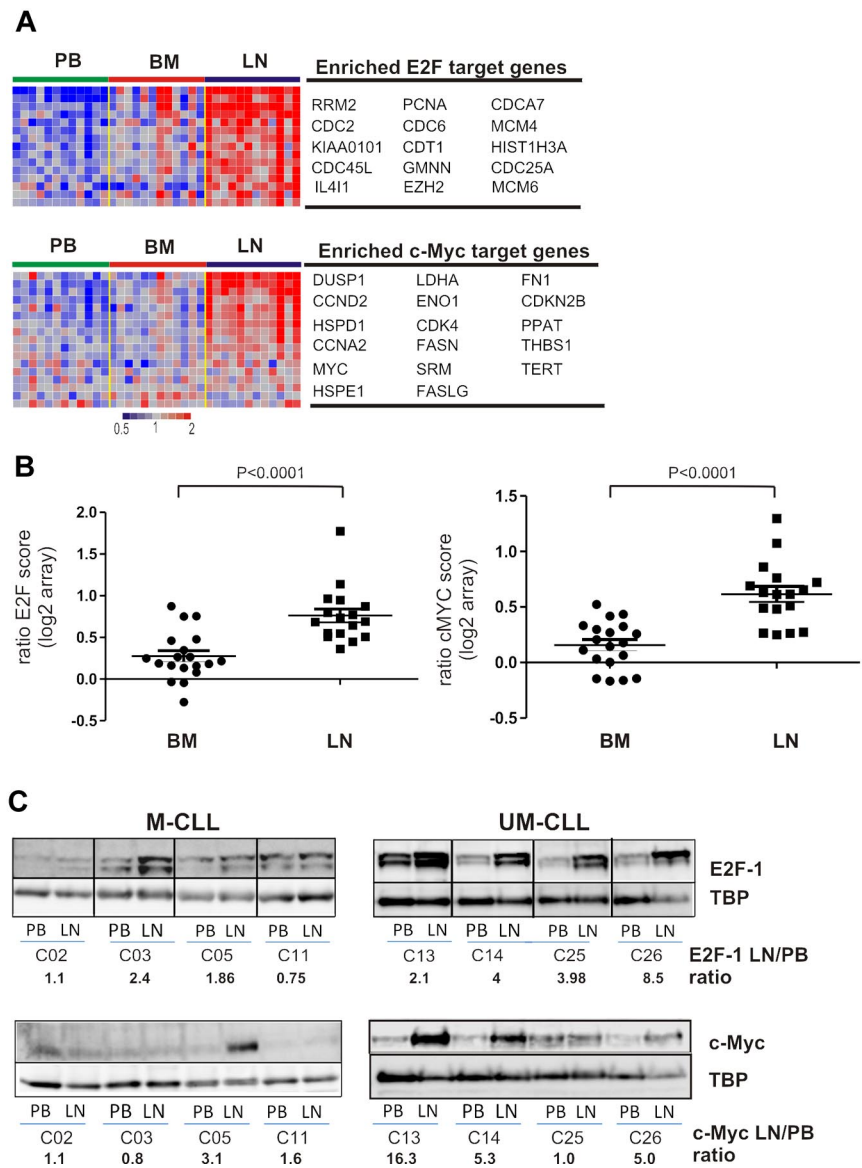 A
PB BM LN Enriched E2F target genes
RRM2 PCNA CDCA7
CDC2 CDC6 MCM4
KIAA0101 CDT1 HIST1H3A
CDC45L GMNN CDC25A
IL4I1 EZH2 MCM6
PB BM LN Enriched c-Myc target genes
DUSP1 LDHA FN1
CCND2 ENO1 CDKN2B
HSPD1 CDK4 PPAT
CCNA2 FASN THBS1
MYC SRM TERT
HSPE1 FASLG
0.5 1 2
B
P<0.0001
ratio E2F score
(log2 array)
2.0
1.5
1.0
0.5
0.0
-0.5
BM LN
P<0.0001
ratio cMYC score
(log2 array)
1.5
1.0
0.5
0.0
-0.5
BM LN
C
M-CLL UM-CLL
E2F-1
TBP
PB LN PB LN PB LN PB LN PB LN PB LN PB LN PB LN
C02 C03 C05 C11 C13 C14 C25 C26 E2F-1 LN/PB
1.1 2.4 1.86 0.75 2.1 4 3.98 8.5 ratio
c-Myc
TBP
PB LN PB LN PB LN PB LN PB LN PB LN PB LN PB LN
C02 C03 C05 C11 C13 C14 C25 C26 c-Myc LN/PB
1.1 0.8 3.1 1.6 16.3 5.3 1.0 5.0 ratio